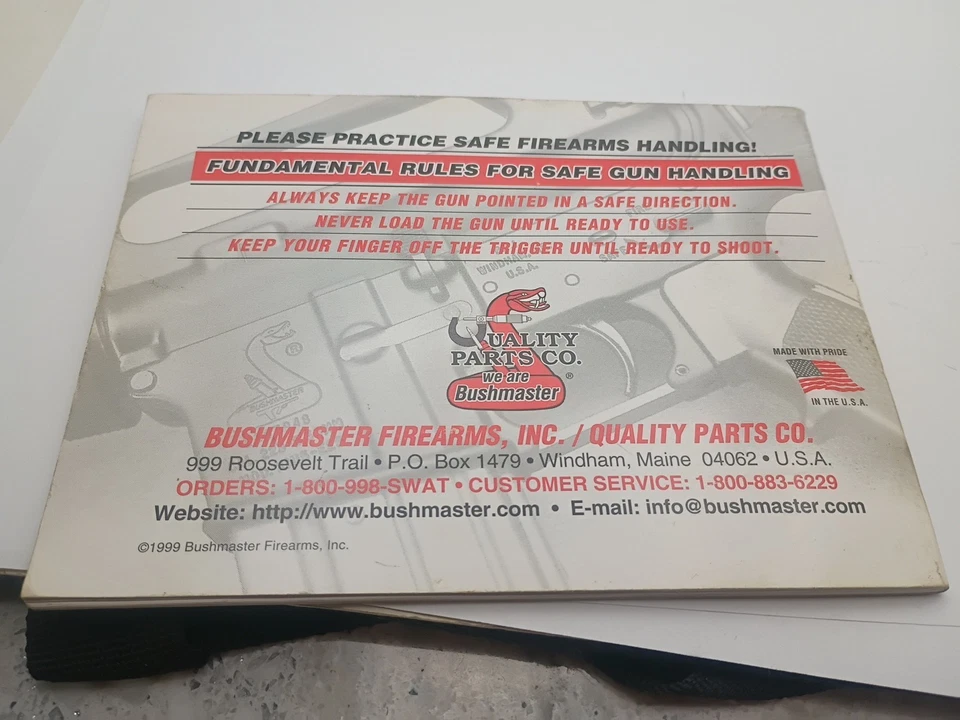 PLEASE PRACTICE SAFE FIREARMS HANDLING!
FUNDAMENTAL RULES FOR SAFE GUN HANDLING
ALWAYS KEEP THE GUN POINTED IN A SAFE DIRECTION.
NEVER LOAD THE GUN UNTIL READY TO USE.
KEEP YOUR FINGER OFF THE TRIGGER UNTIL READY TO SHOOT.
U.S.A.
QUALITY
PARTS CO.
we are
Bushmaster®
MADE WITH PRIDE
IN THE U.S.A.
®
BUSHMASTER
BUSHMASTER FIREARMS, INC. / QUALITY PARTS CO.
999 Roosevelt Trail • P.O. Box 1479 • Windham, Maine 04062 • U.S.A.
ORDERS: 1-800-998-SWAT • CUSTOMER SERVICE: 1-800-883-6229
Website: http://www.bushmaster.com • E-mail: info@bushmaster.com
©1999 Bushmaster Firearms, Inc.